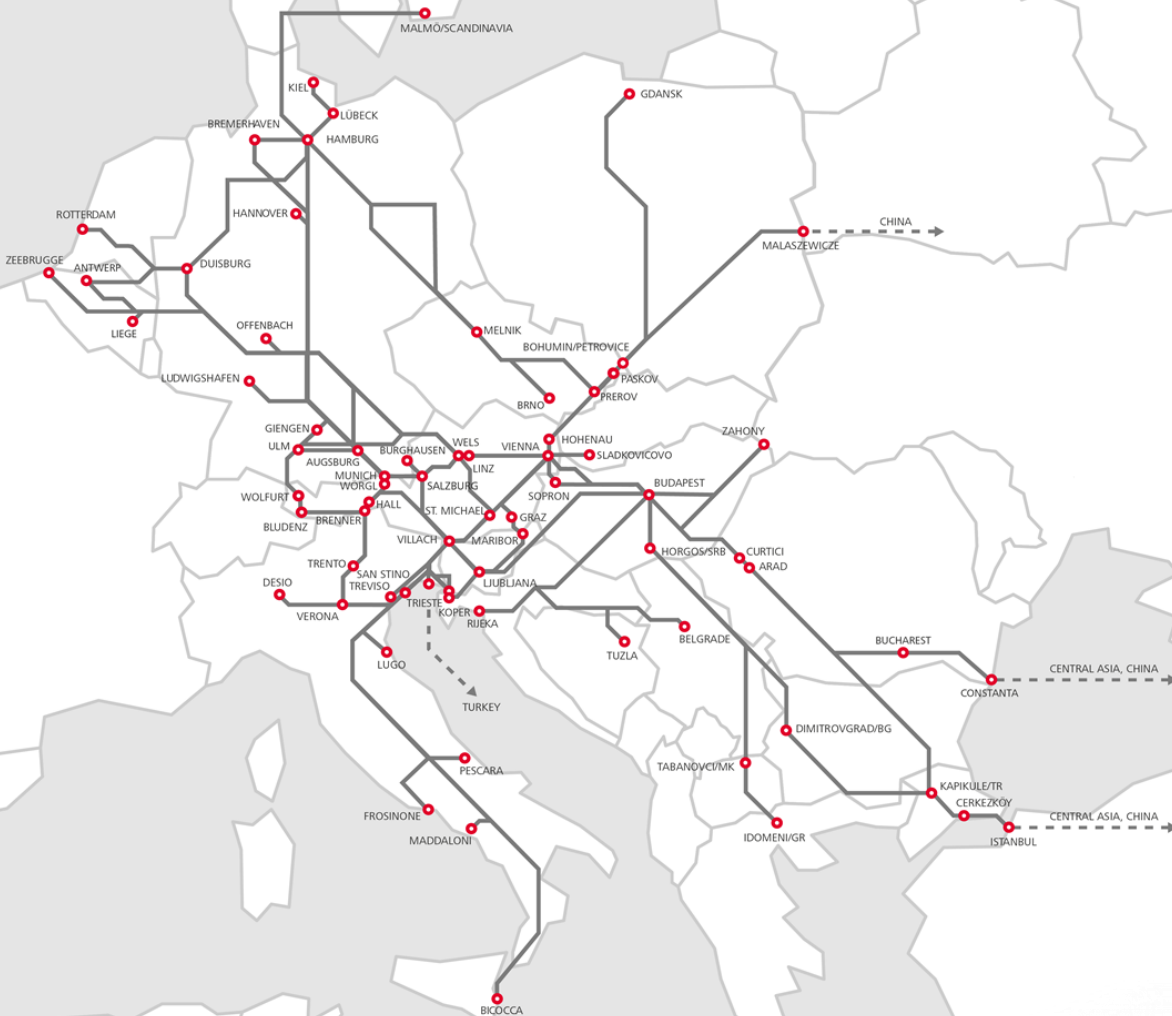 MALMÖ/SCANDINAVIA
KIEL
GDANSK
LÜBECK
BREMERHAVEN
HAMBURG
ROTTERDAM
HANNOVER
CHINA
MALASZEWICZE
ZEEBRUGGE
ANTWERP
DUISBURG
LIEGE
OFFENBACH
MELNIK
BOHUMIN/PETROVICE
LUDWIGSHAFEN
PASKOV
PREROV
BRNO
GIENGEN
ZAHONY
ULM
WELS
VIENNA
HOHENAU
BURGHAUSEN
SLADKOVICOVO
AUGSBURG
LINZ
MUNICH
SALZBURG
WÖRGL
BUDAPEST
WOLFURT
SOPRON
HALL
ST. MICHAEL
GRAZ
BLUDENZ
BRENNER
VILLACH
MARIBOR
HORGOS/SRB
CURTICI
ARAD
TRENTO
SAN STINO
DESIO
TREVISO
LJUBLJANA
TRIESTE
KOPER
VERONA
RIJEKA
BELGRADE
TUZLA
BUCHAREST
LUGO
CENTRAL ASIA, CHINA
CONSTANTA
TURKEY
DIMITROVGRAD/BG
TABANOVCI/MK
PESCARA
KAPIKULE/TR
CERKEZKÖY
FROSINONE
CENTRAL ASIA, CHINA
MADDALONI
IDOMENI/GR
ISTANBUL
BICOCCA